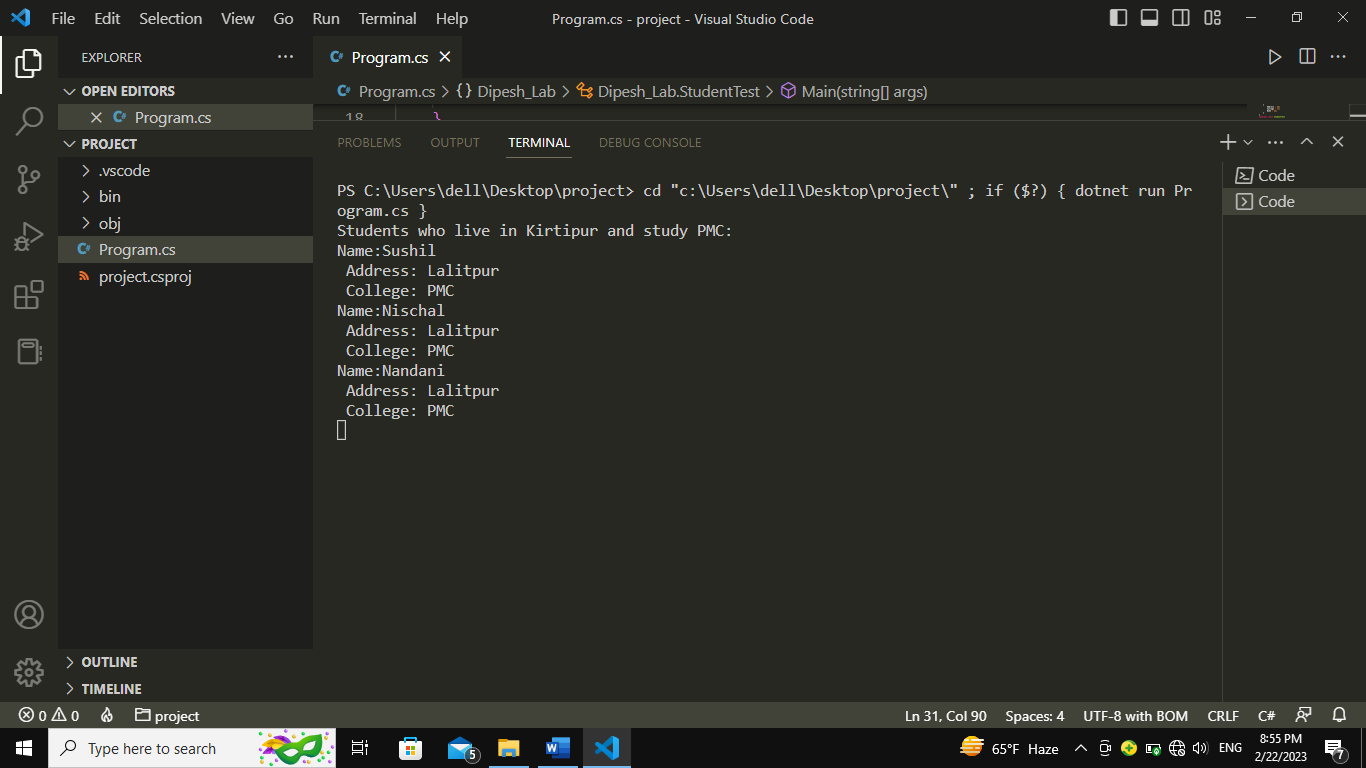 File Edit Selection View Go Run Terminal Help Program.cs - project - Visual Studio Code
EXPLORER
OPEN EDITORS
Program.cs
PROJECT
.vscode
bin
obj
Program.cs
project.csproj
OUTLINE
TIMELINE
Program.cs
Program.cs > {} Dipesh_Lab > Dipesh_Lab.StudentTest > Main(string[] args)
18 }
PROBLEMS OUTPUT TERMINAL DEBUG CONSOLE
PS C:\Users\dell\Desktop\project> cd "c:\Users\dell\Desktop\project\" ; if ($?) { dotnet run Pr
ogram.cs }
Students who live in Kirtipur and study PMC:
Name:Sushil
Address: Lalitpur
College: PMC
Name:Nischal
Address: Lalitpur
College: PMC
Name:Nandani
Address: Lalitpur
College: PMC
Code
Code
0 0 project Ln 31, Col 90 Spaces: 4 UTF-8 with BOM CRLF C#
Type here to search 5 65°F Haze ENG 8:55 PM 7
2/22/2023